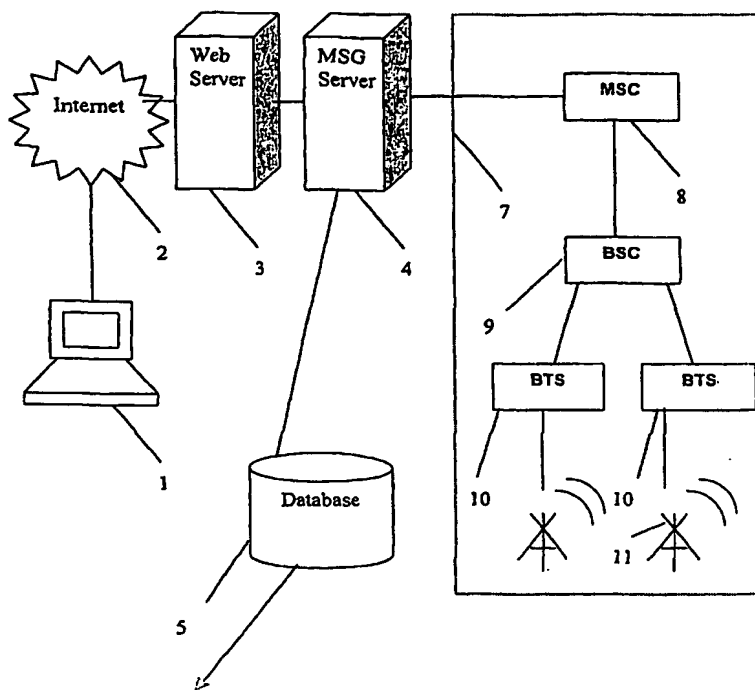 Web
Server
MSG
Server
Internet
MSC
2
3
4
7
8
BSC
9
BTS
BTS
1
Database
10
10
11
5